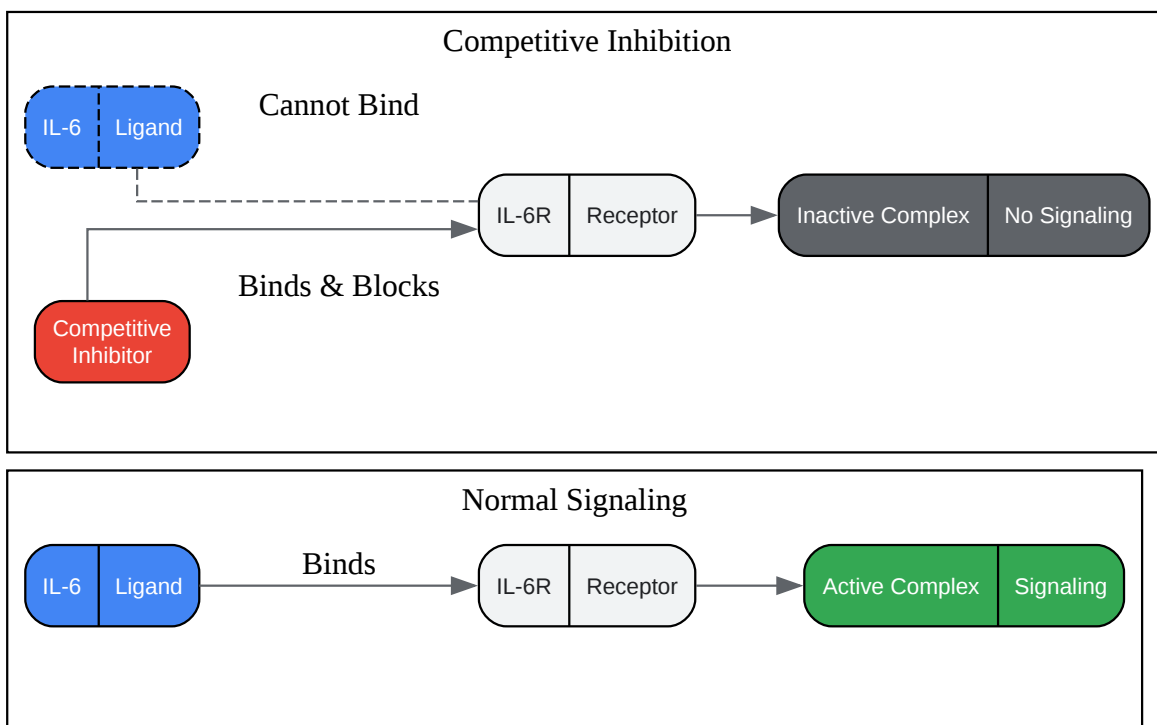 Competitive Inhibition
IL-6 Ligand
Cannot Bind
IL-6R Receptor
Inactive Complex No Signaling
Binds & Blocks
Competitive
Inhibitor
Normal Signaling
IL-6 Ligand
Binds
IL-6R Receptor
Active Complex Signaling